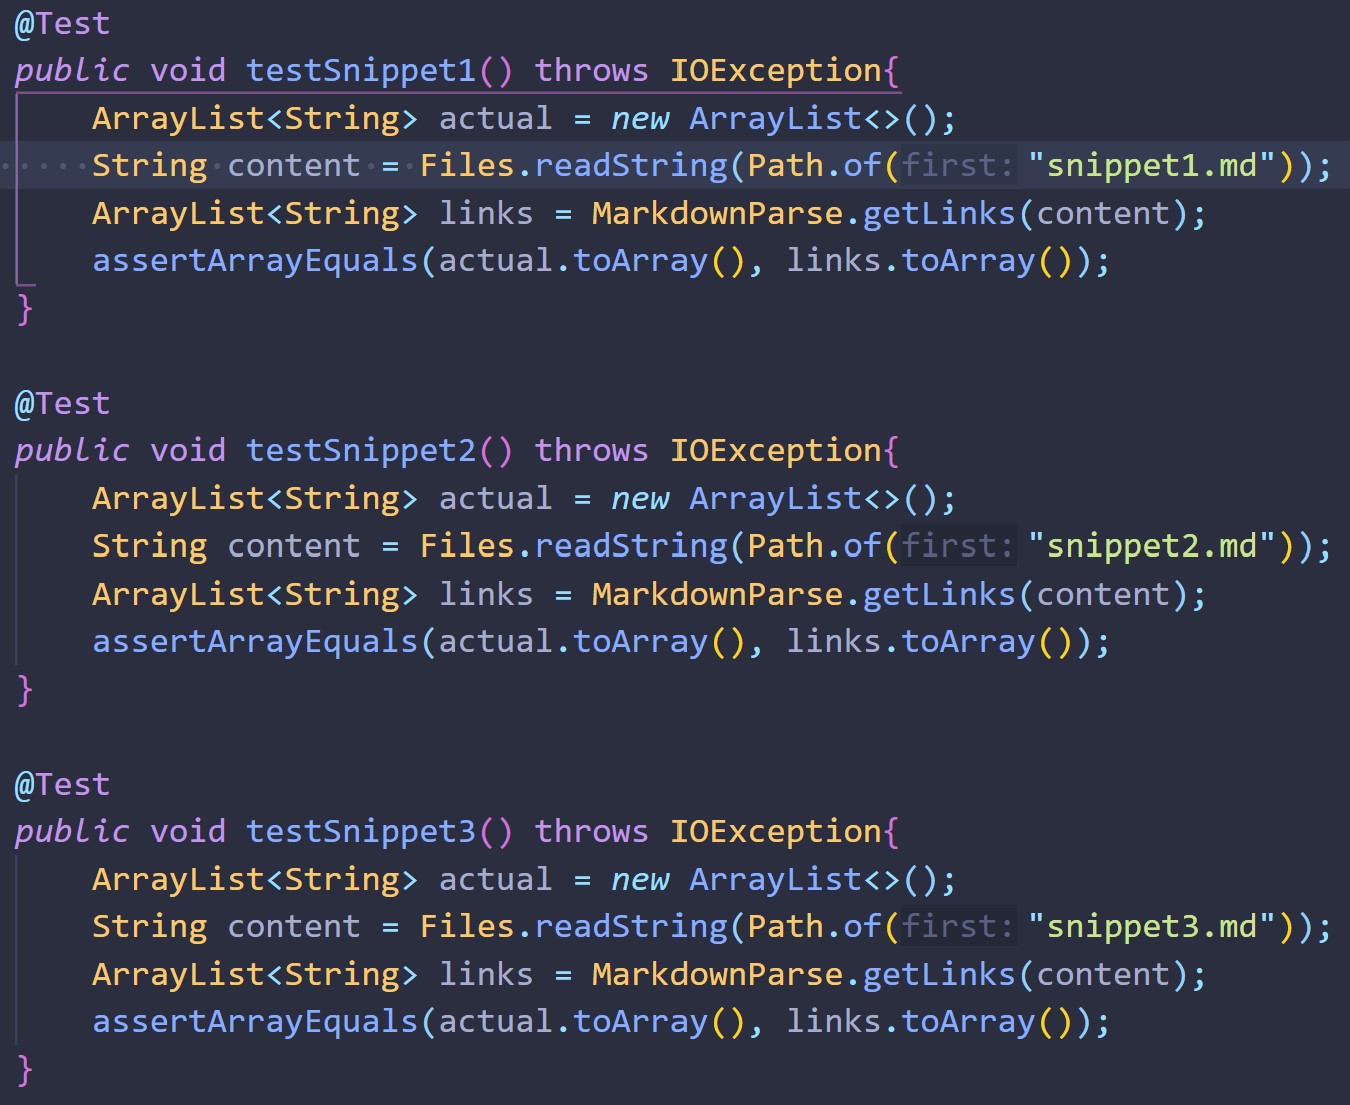 @Test
public void testSnippet1() throws IOException{
    ArrayList<String> actual = new ArrayList<>();
    String content = Files.readString(Path.of(first: "snippet1.md"));
    ArrayList<String> links = MarkdownParse.getLinks(content);
    assertArrayEquals(actual.toArray(), links.toArray());
}

@Test
public void testSnippet2() throws IOException{
    ArrayList<String> actual = new ArrayList<>();
    String content = Files.readString(Path.of(first: "snippet2.md"));
    ArrayList<String> links = MarkdownParse.getLinks(content);
    assertArrayEquals(actual.toArray(), links.toArray());
}

@Test
public void testSnippet3() throws IOException{
    ArrayList<String> actual = new ArrayList<>();
    String content = Files.readString(Path.of(first: "snippet3.md"));
    ArrayList<String> links = MarkdownParse.getLinks(content);
    assertArrayEquals(actual.toArray(), links.toArray());
}